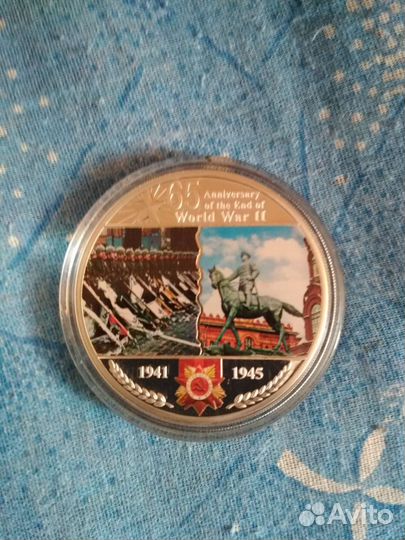 65 Anniversary
of the End of
World War II
1941 1945
Avito